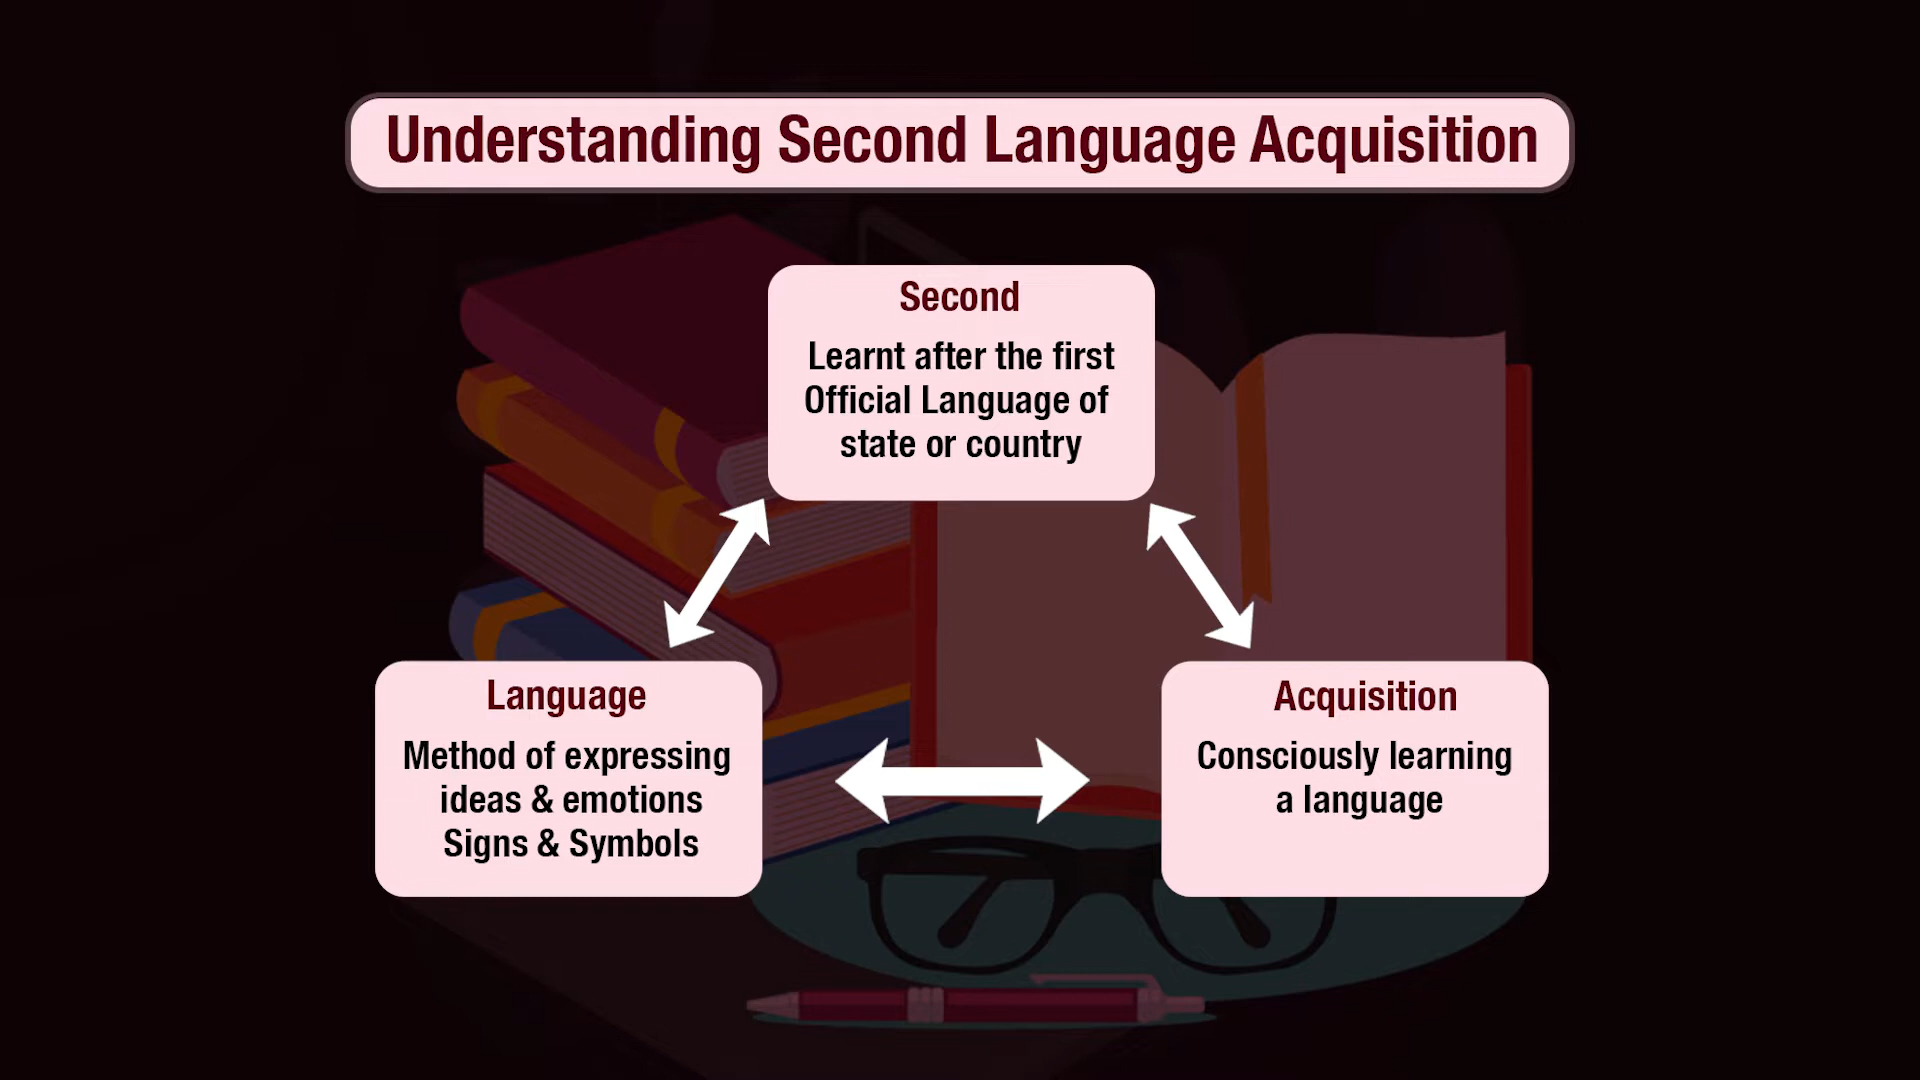 Understanding Second Language Acquisition
Second
Learnt after the first
Official Language of
state or country
Language
Method of expressing
ideas & emotions
Signs & Symbols
Acquisition
Consciously learning
a language